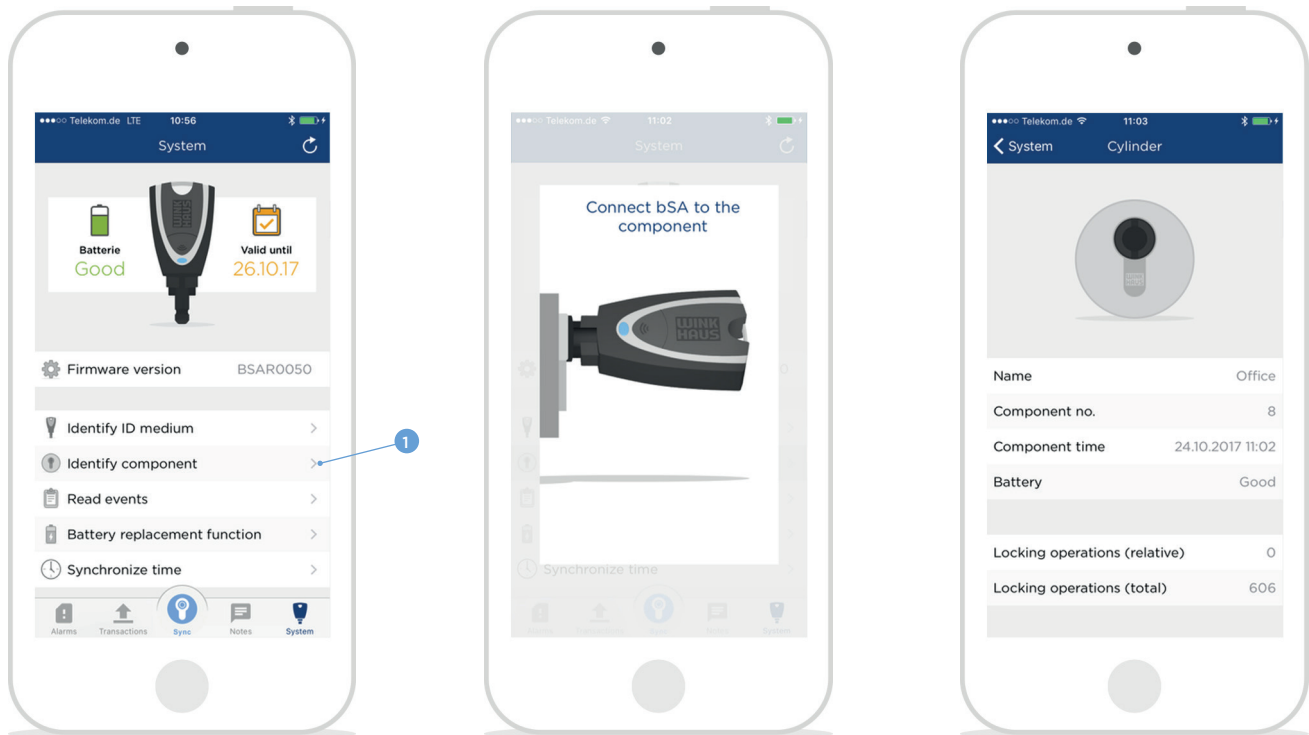 Telekom.de LTE 10:56
System
Batterie
Good
Valid until
26.10.17
Firmware version BSAR0050
Identify ID medium
Identify component
1
Read events
Battery replacement function
Synchronize time
Alarms Transactions Sync Notes System
Telekom.de 11:02
System
Connect bSA to the
component
WINK
HAUS
Synchronize time
Telekom.de 11:03
System Cylinder
WINK
HAUS
Name Office
Component no. 8
Component time 24.10.2017 11:02
Battery Good
Locking operations (relative) 0
Locking operations (total) 606